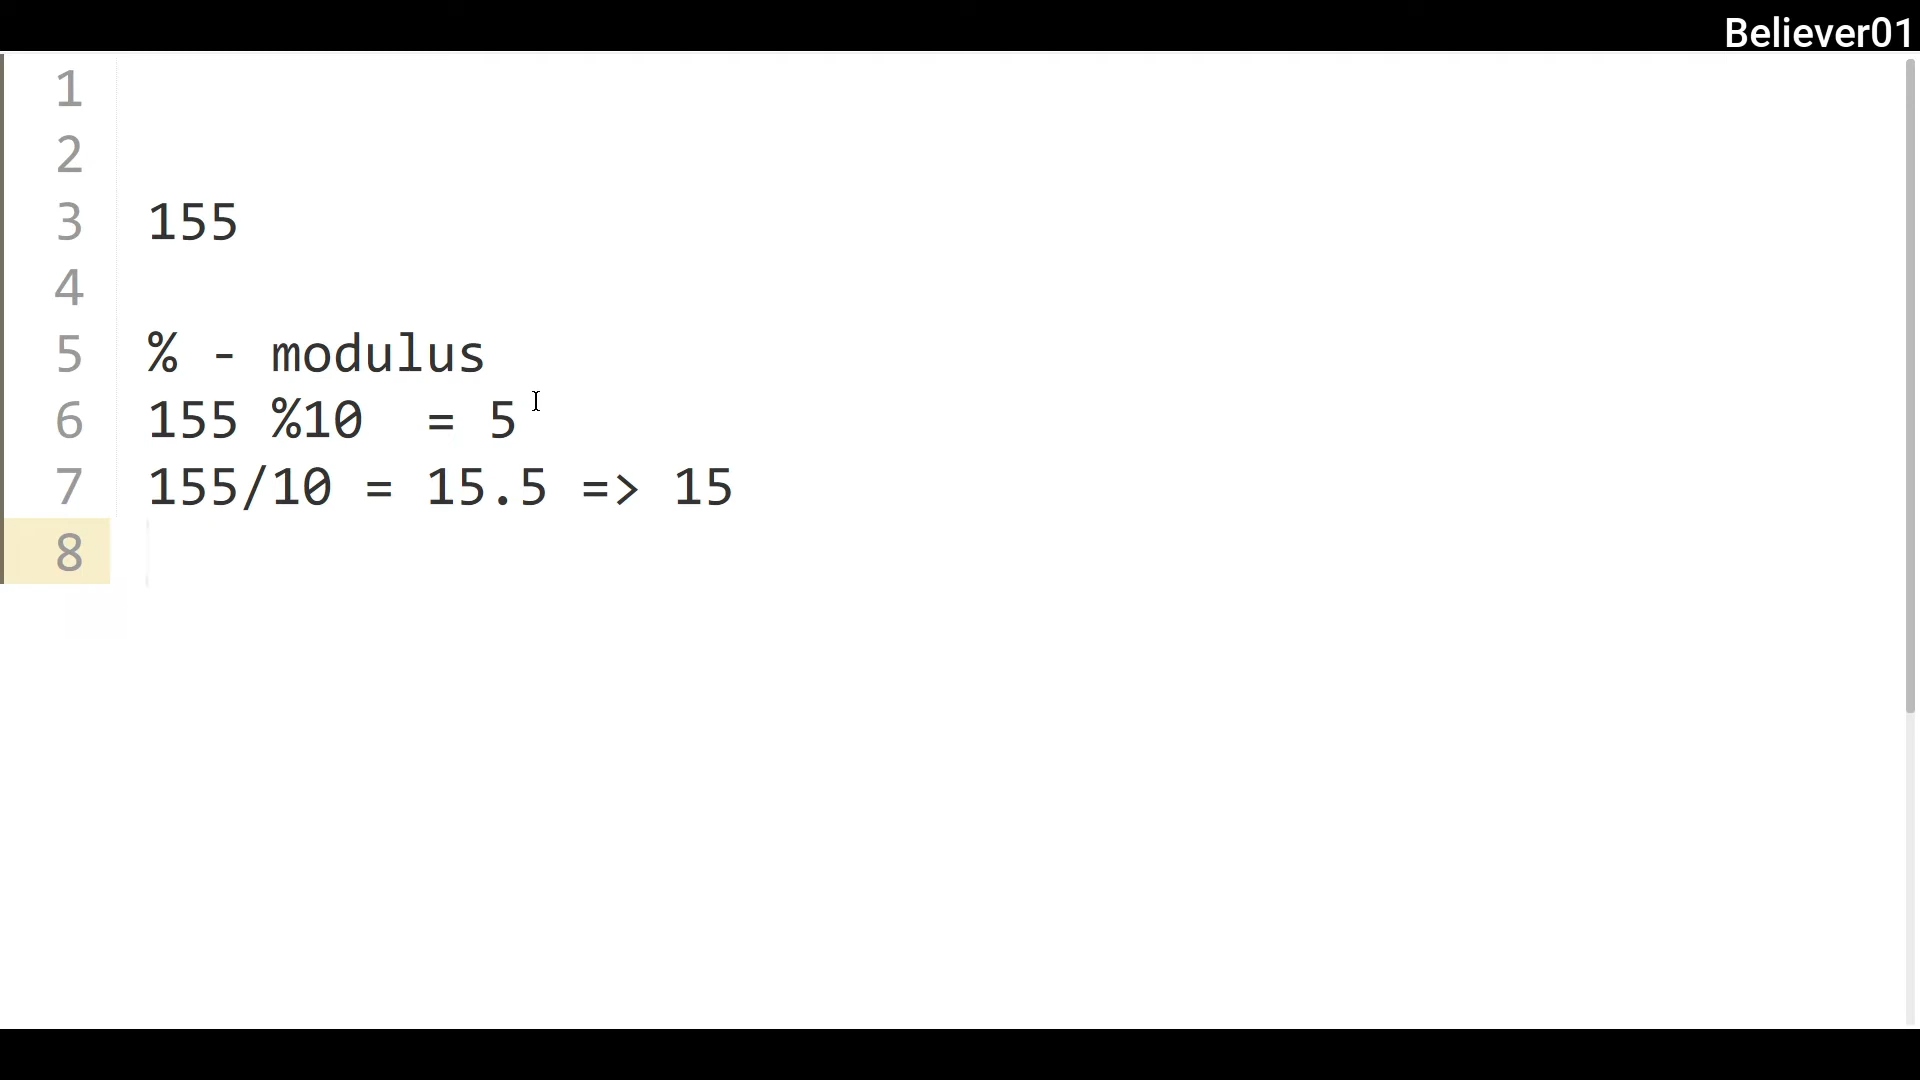 Believer01
1
2
3 155
4
5 % - modulus
6 155 %10  = 5
7 155/10 = 15.5 => 15
8